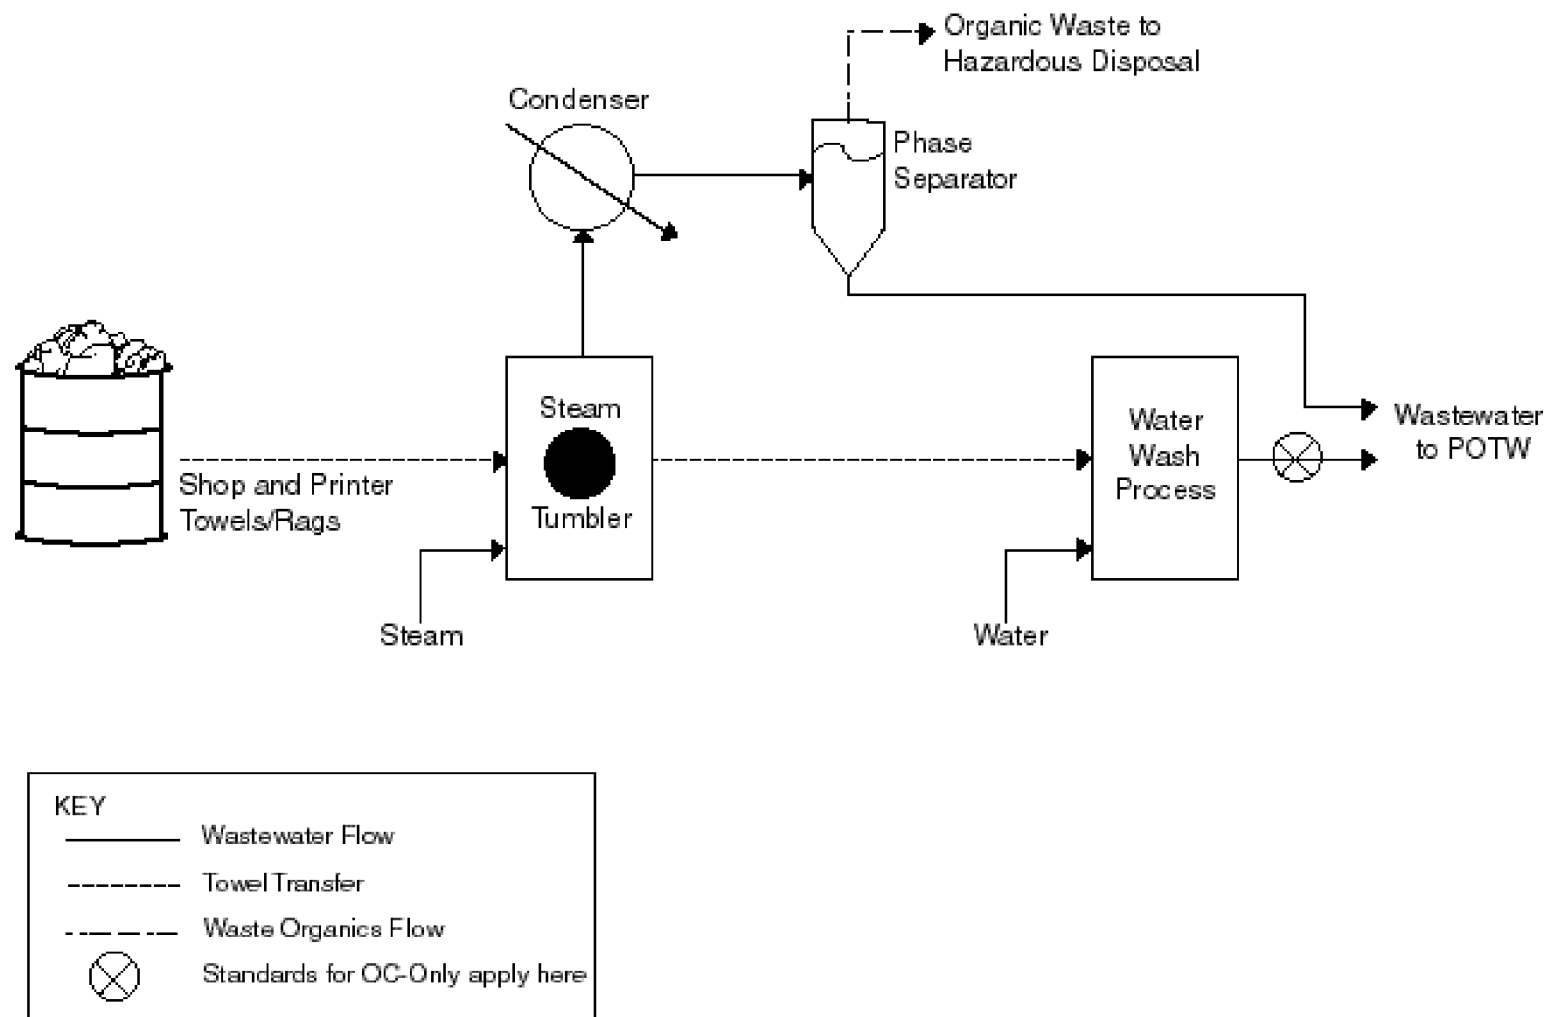 Organic Waste to
Hazardous Disposal
Condenser
Phase
Separator
Steam
Tumbler
Shop and Printer
Towels/Rags
Steam
Water
Wash
Process
Water
Wastewater
to POTW
KEY
Wastewater Flow
Towel Transfer
Waste Organics Flow
Standards for OC-Only apply here